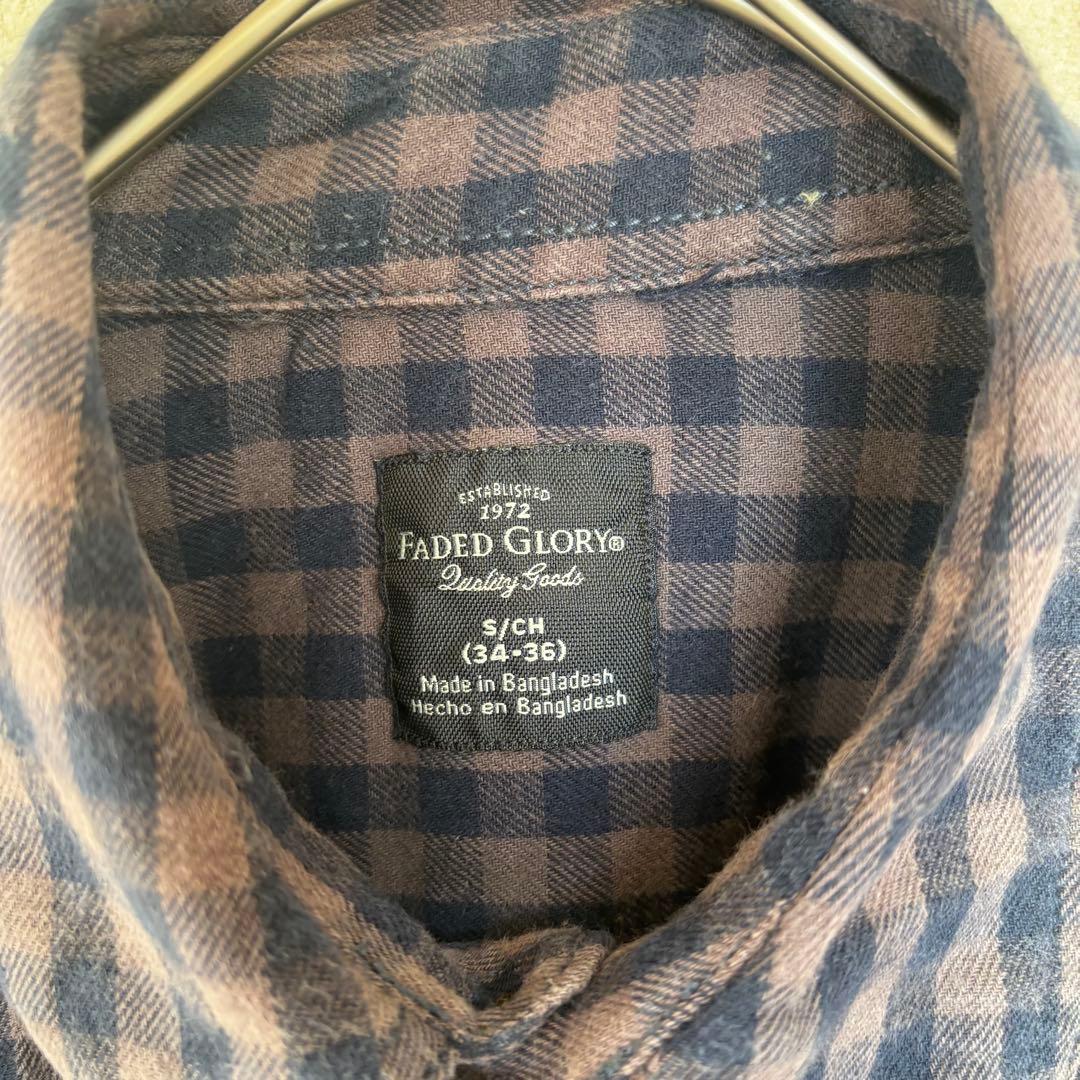 ESTABLISHED
1972
FADED GLORY®
Quality Goods
S/CH
(34-36)
Made in Bangladesh
Hecho en Bangladesh